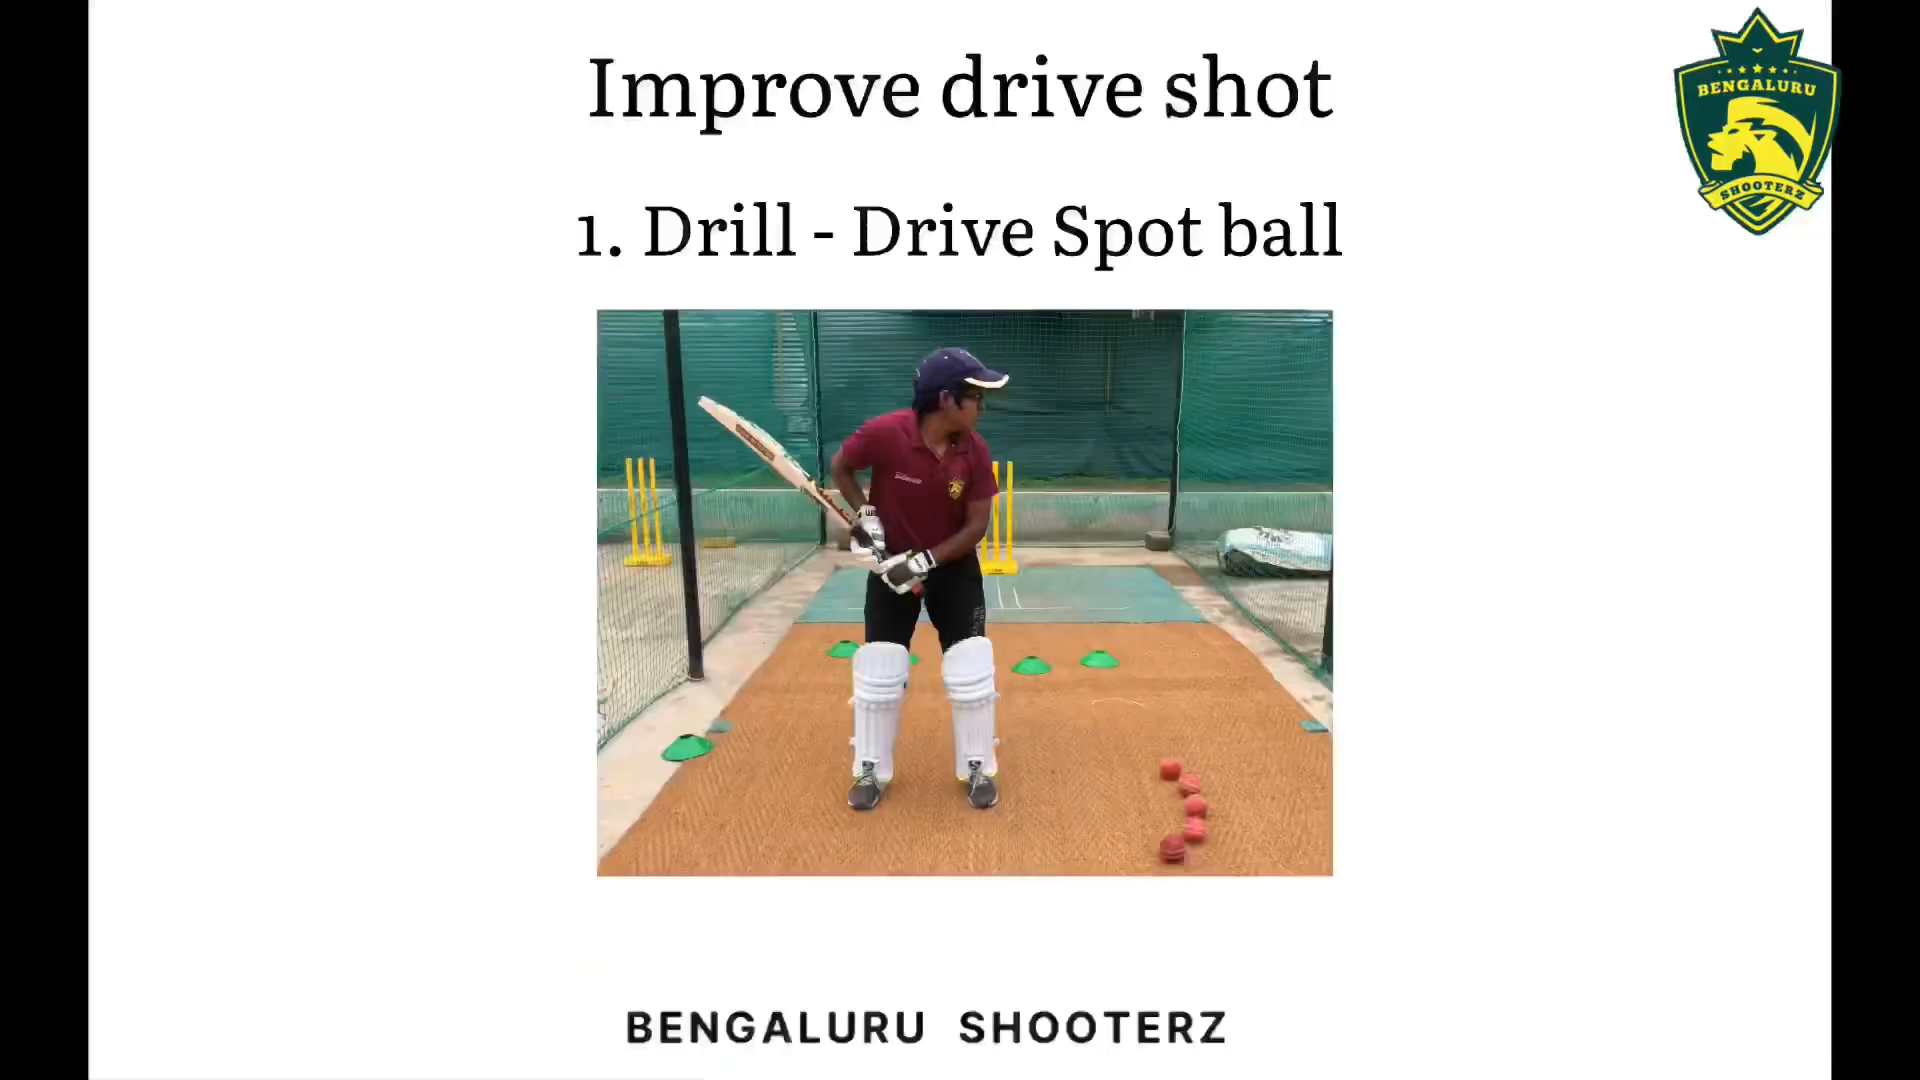 Improve drive shot
1. Drill - Drive Spot ball
BENGALURU
SHOOTERZ
BENGALURU SHOOTERZ